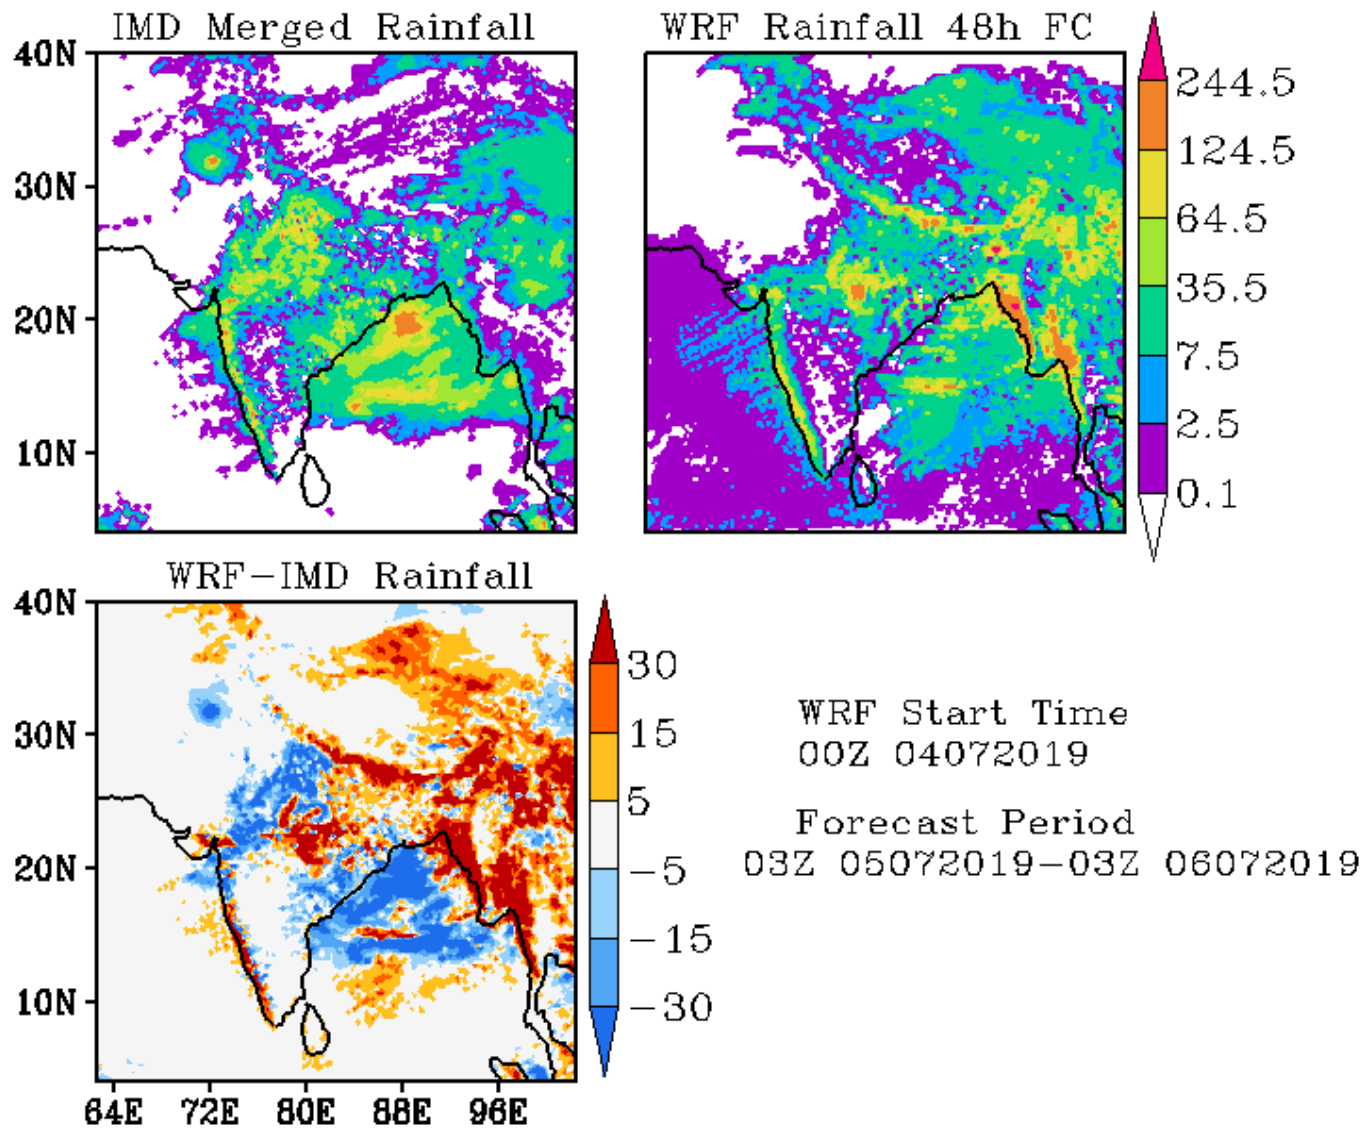 IMD Merged Rainfall
WRF Rainfall 48h FC
40N
30N
20N
10N
244.5
124.5
64.5
35.5
7.5
2.5
0.1
WRF-IMD Rainfall
40N
30N
20N
10N
64E 72E 80E 88E 96E
30
15
5
-5
-15
-30
WRF Start Time
00Z 04072019
Forecast Period
03Z 05072019-03Z 06072019